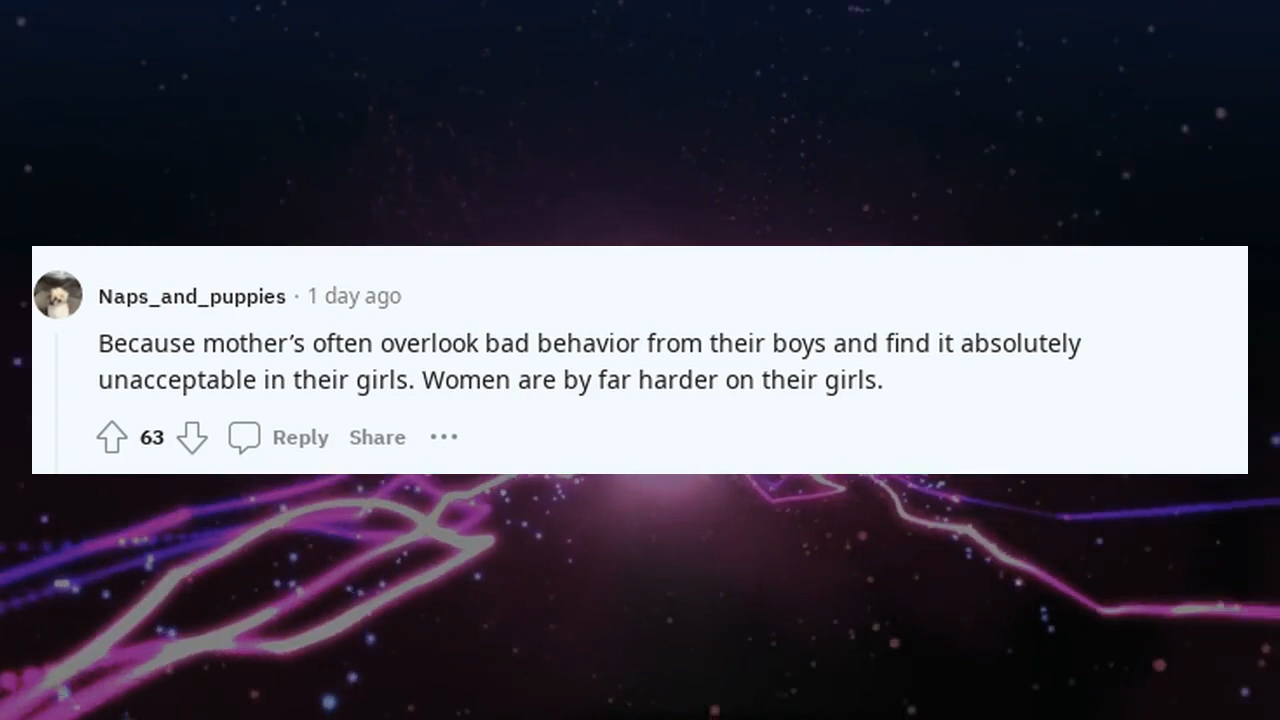 Naps_and_puppies · 1 day ago
Because mother’s often overlook bad behavior from their boys and find it absolutely
unacceptable in their girls. Women are by far harder on their girls.
63 Reply Share